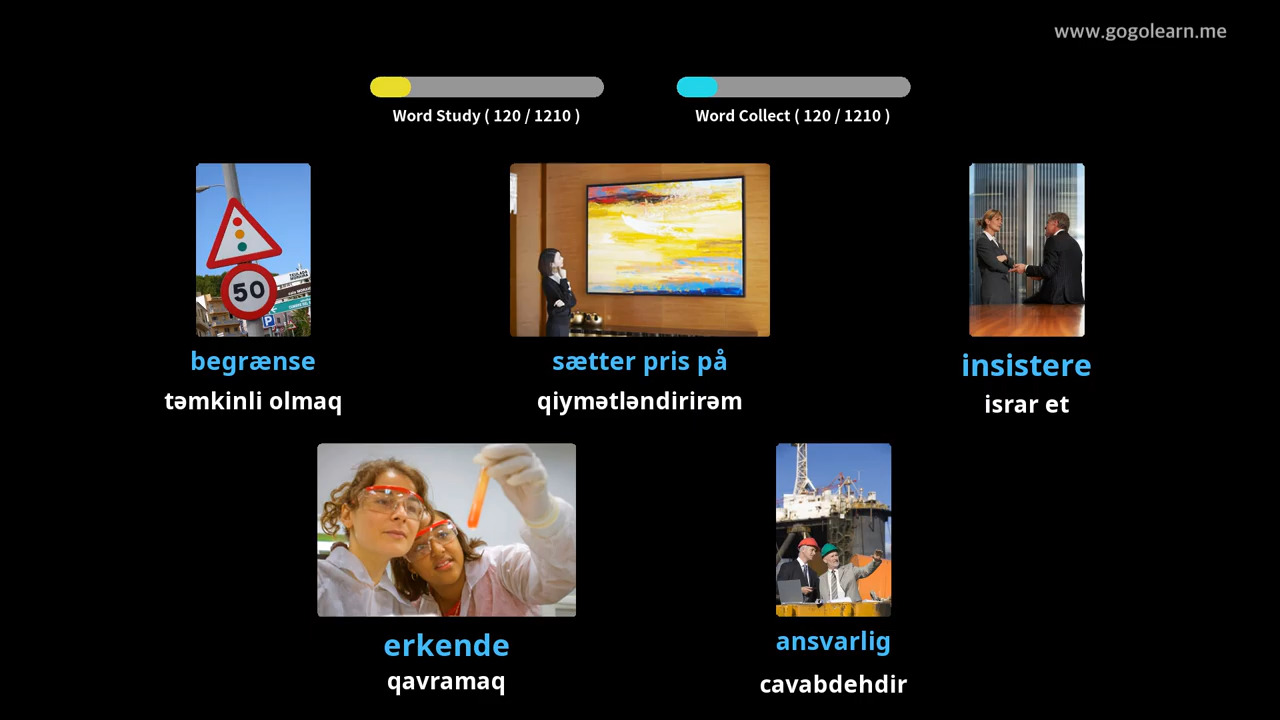 www.gogolearn.me
Word Study ( 120 / 1210 )
Word Collect ( 120 / 1210 )
50
P
begrænse
sætter pris på
insistere
təmkinli olmaq
qiymətləndirirəm
israr et
erkende
ansvarlig
qavramaq
cavabdehdir